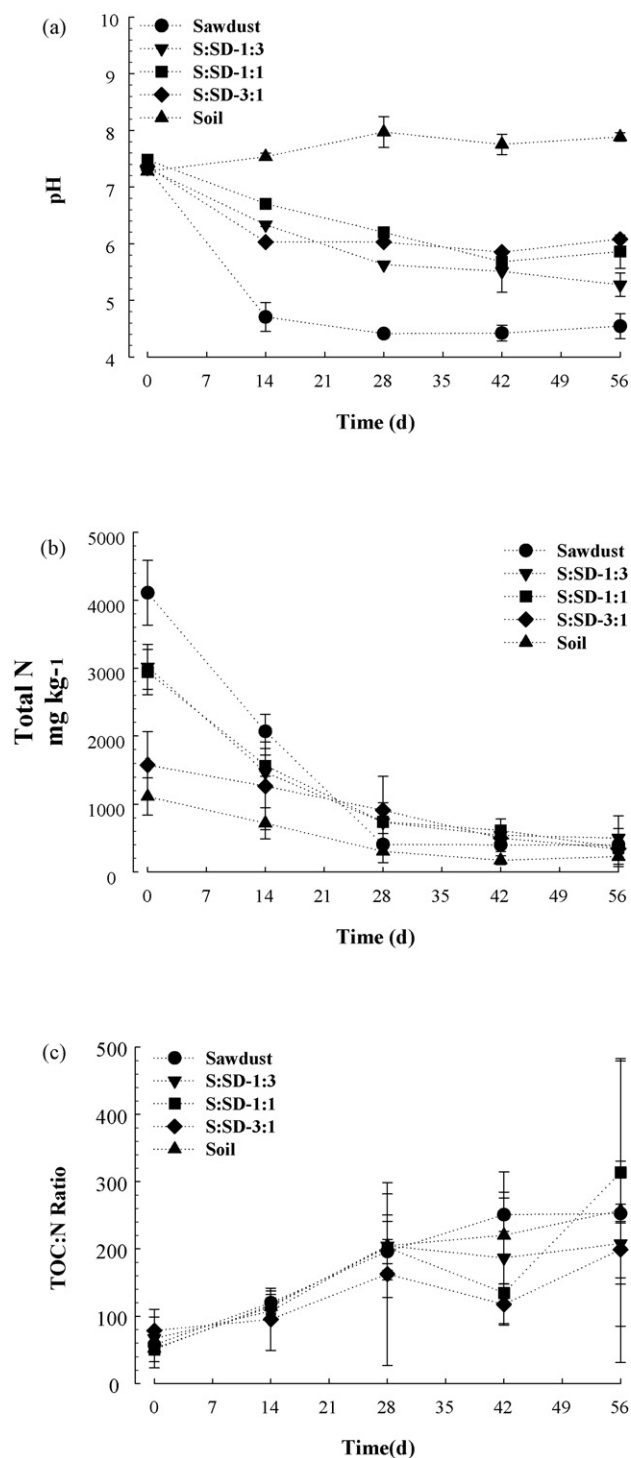 (a)
Sawdust
S:SD-1:3
S:SD-1:1
S:SD-3:1
Soil
10
9
8
7
6
5
4
pH
0 7 14 21 28 35 42 49 56
Time (d)
(b)
Sawdust
S:SD-1:3
S:SD-1:1
S:SD-3:1
Soil
5000
4000
3000
2000
1000
0
Total N
mg kg-1
0 7 14 21 28 35 42 49 56
Time (d)
(c)
Sawdust
S:SD-1:3
S:SD-1:1
S:SD-3:1
Soil
500
400
300
200
100
0
TOC:N Ratio
0 7 14 21 28 35 42 49 56
Time(d)